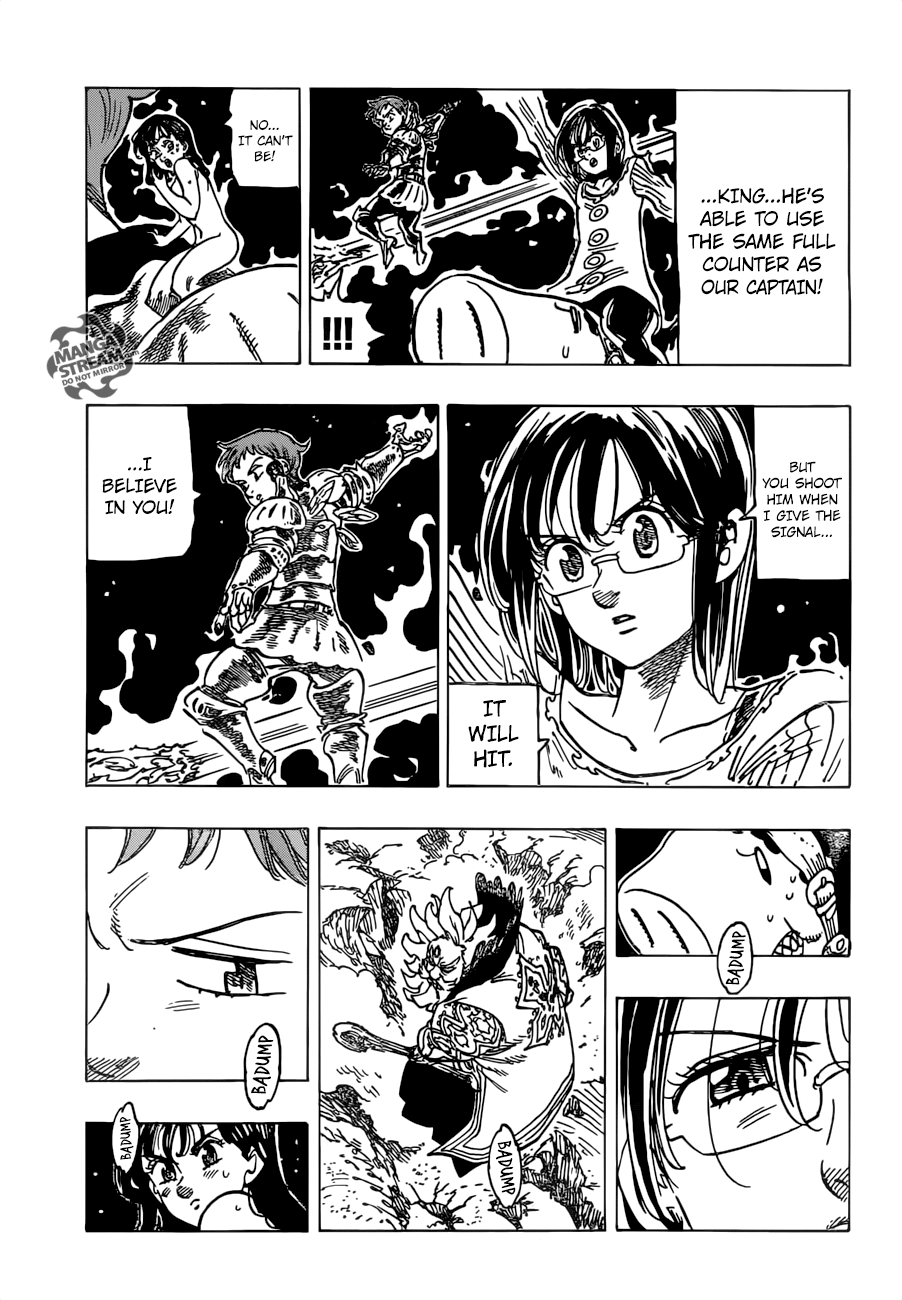 ...KING...HE'S
ABLE TO USE
THE SAME FULL
COUNTER AS
OUR CAPTAIN!
!!!
NO...
IT CAN'T
BE!
MANGA
STREAM.com
DO NOT MIRROR
BUT
YOU SHOOT
HIM WHEN
I GIVE THE
SIGNAL...
IT
WILL
HIT.
...I
BELIEVE
IN YOU!
BADUMP
BADUMP
BADUMP
BADUMP